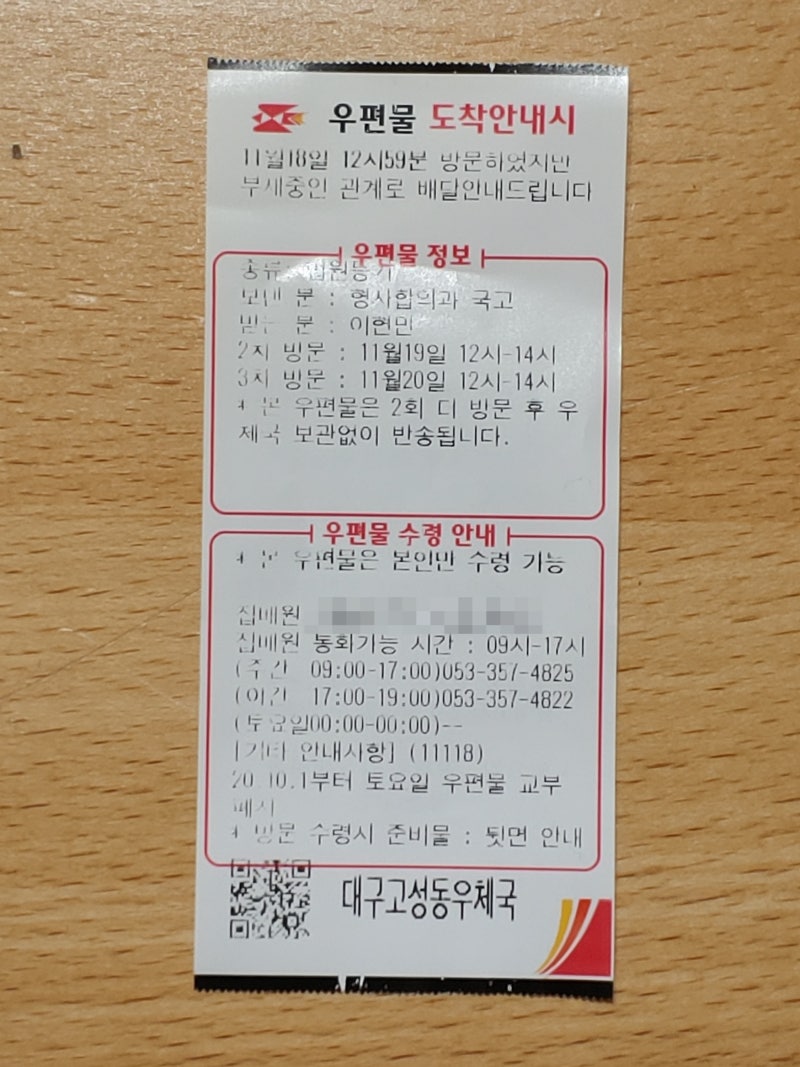 우편물 도착안내서
11월18일 12시59분 방문하였지만
부재중인 관계로 배달안내드립니다
우편물 정보
종류 : 법원등기
보낸 분 : 형사합의과 국고
받는 분 : 이현민
2차 방문 : 11월19일 12시-14시
3차 방문 : 11월20일 12시-14시
* 본 우편물은 2회 더 방문 후 우
체국 보관없이 반송됩니다.
우편물 수령 안내
* 본 우편물은 본인만 수령 가능
집배원
집배원 통화가능 시간 : 09시-17시
(주간 09:00-17:00)053-357-4825
(야간 17:00-19:00)053-357-4822
(토요일00:00-00:00)--
[기타 안내사항] (11118)
20.10.1부터 토요일 우편물 교부
폐지
* 방문 수령시 준비물 : 뒷면 안내
대구고성동우체국